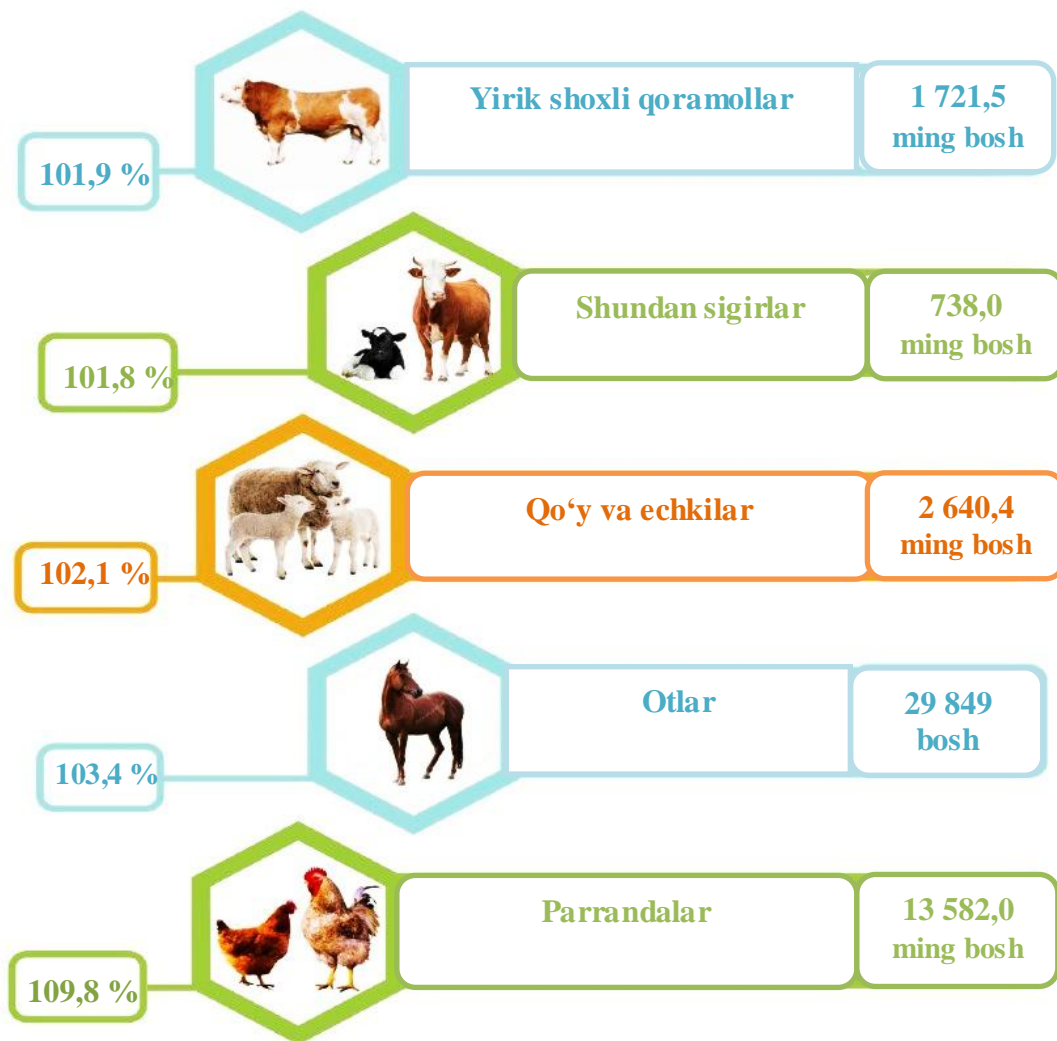 Yirik shoxli qoramollar
1 721,5
ming bosh
101,9 %
Shundan sigirlar
738,0
ming bosh
101,8 %
Qo‘y va echkilar
2 640,4
ming bosh
102,1 %
Otlar
29 849
bosh
103,4 %
Parrandalar
13 582,0
ming bosh
109,8 %